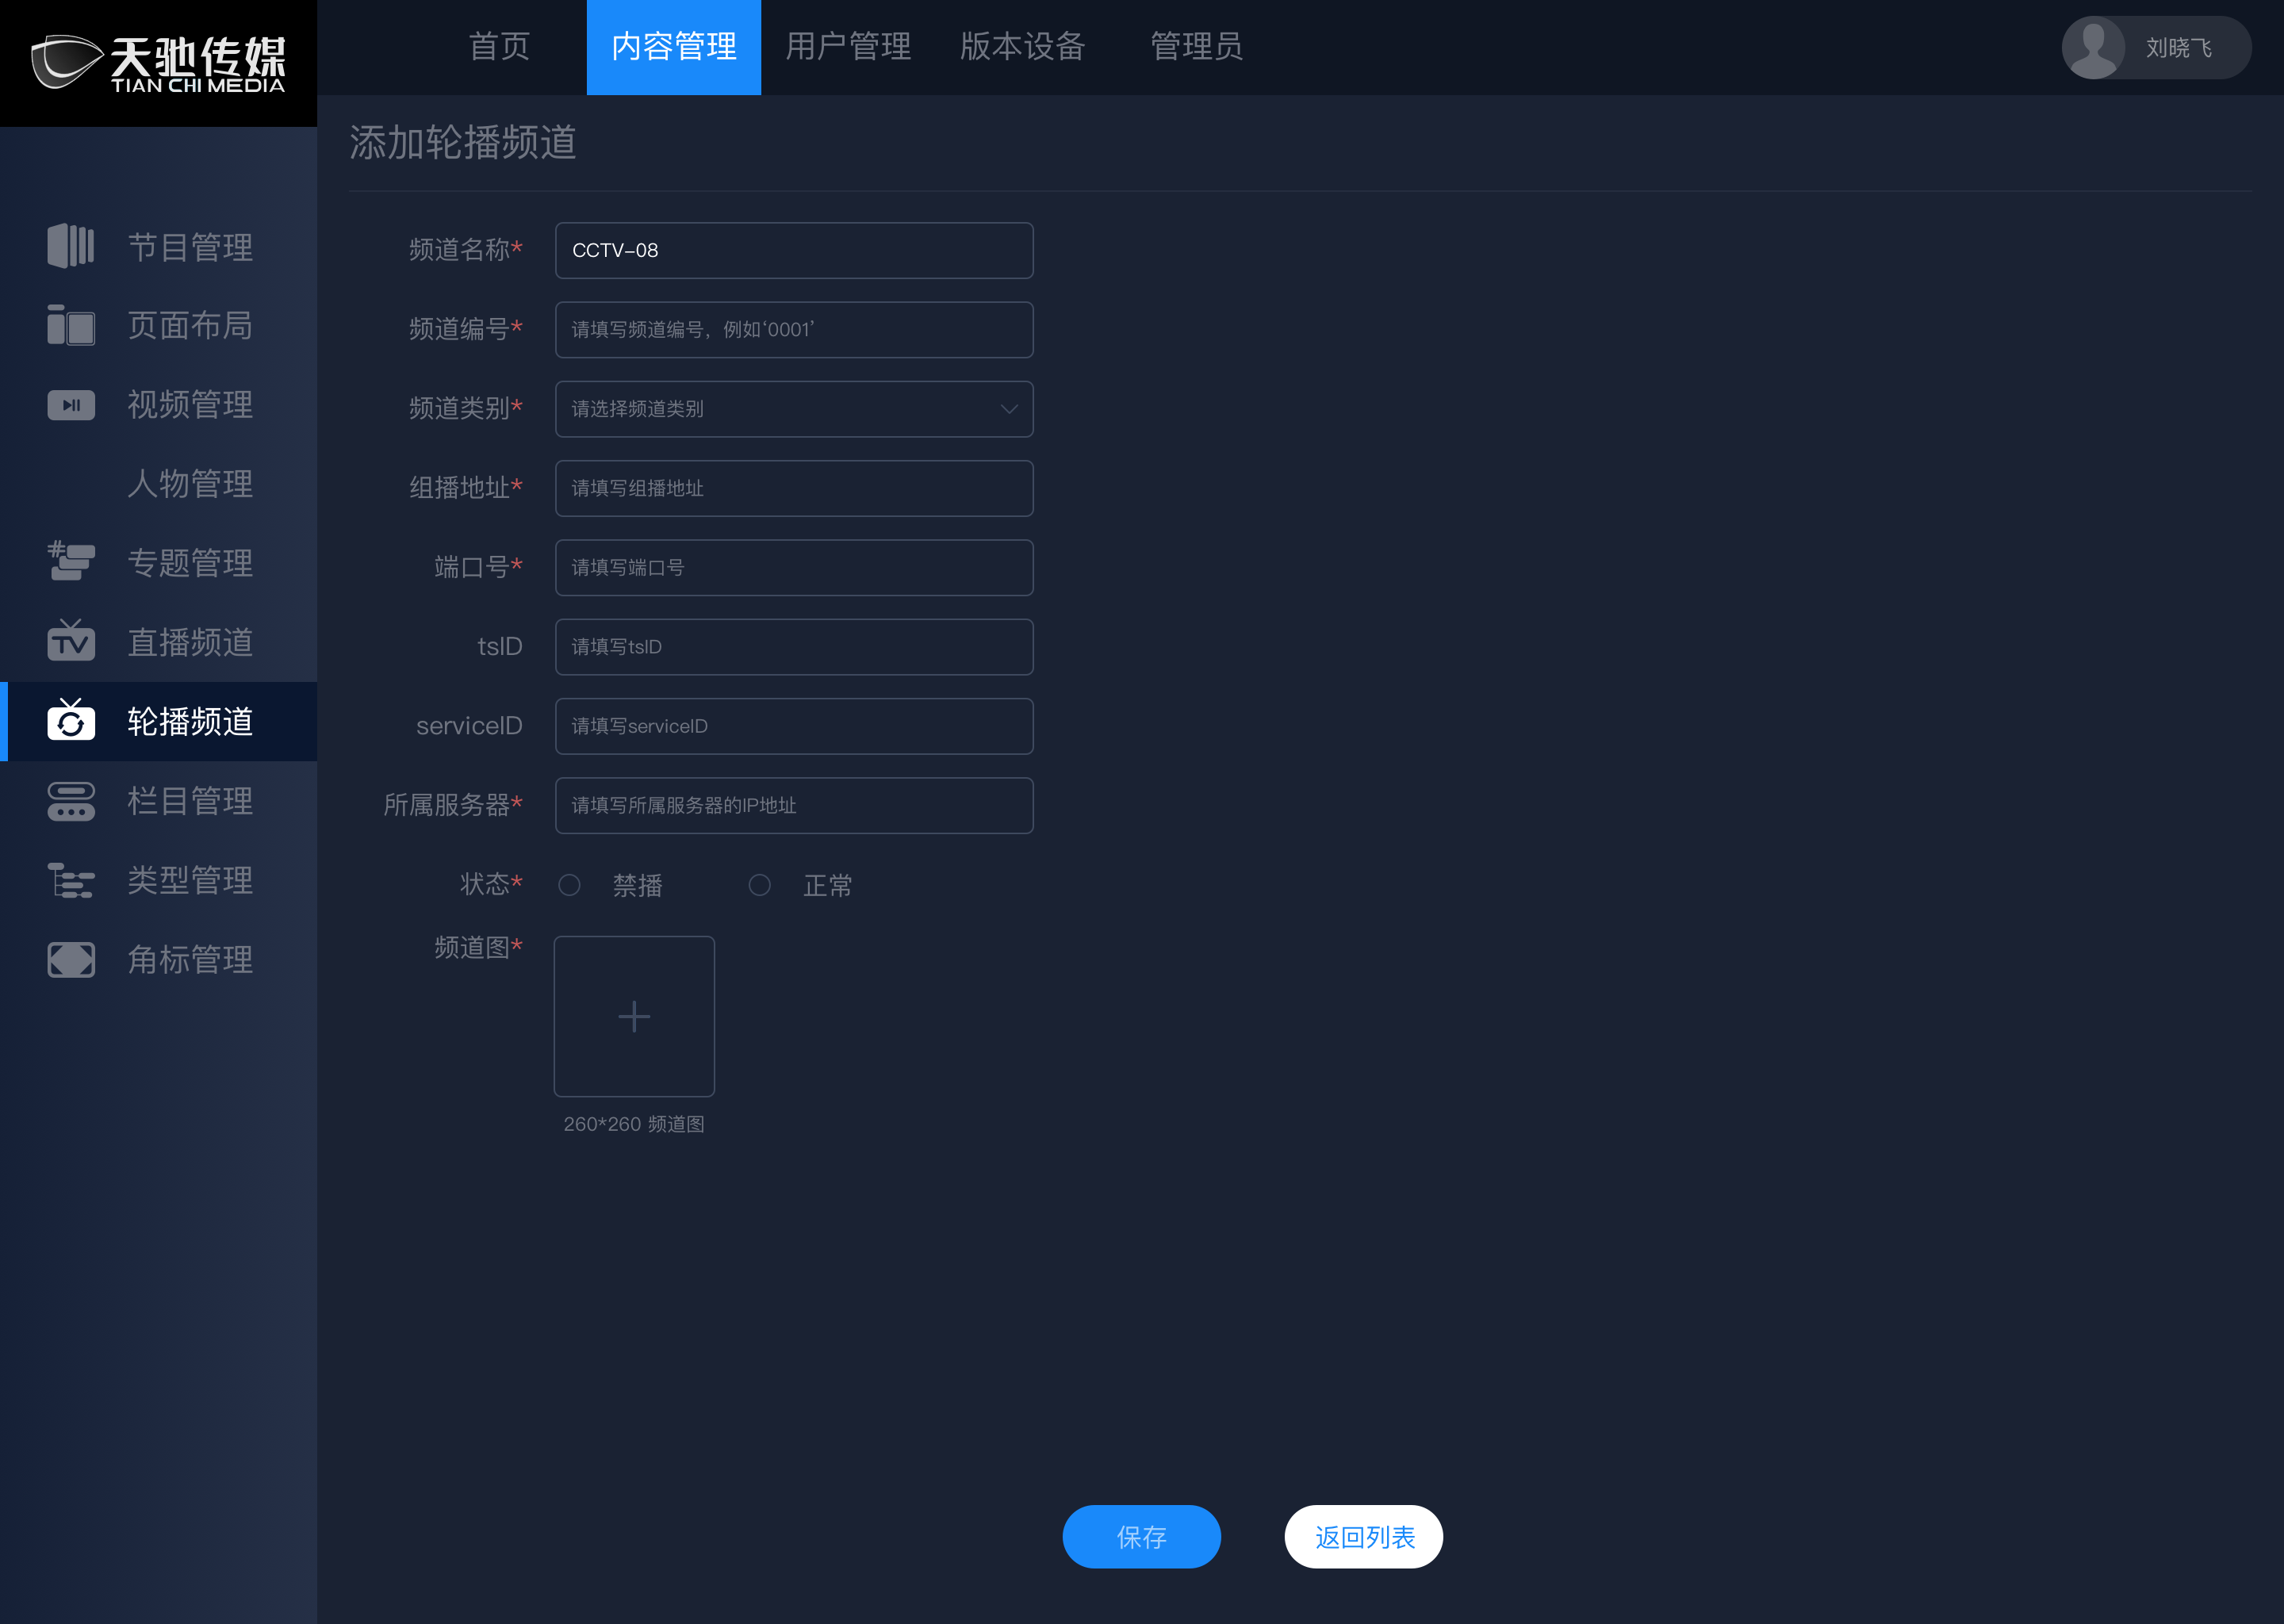 天驰传媒
TIAN CHI MEDIA
首页 内容管理 用户管理 版本设备 管理员
刘晓飞
节目管理
页面布局
视频管理
人物管理
专题管理
TV 直播频道
轮播频道
栏目管理
类型管理
角标管理
添加轮播频道
频道名称* CCTV-08
频道编号* 请填写频道编号，例如‘0001’
频道类别* 请选择频道类别
组播地址* 请填写组播地址
端口号* 请填写端口号
tsID 请填写tsID
serviceID 请填写serviceID
所属服务器* 请填写所属服务器的IP地址
状态* 禁播 正常
频道图*
260*260 频道图
保存 返回列表